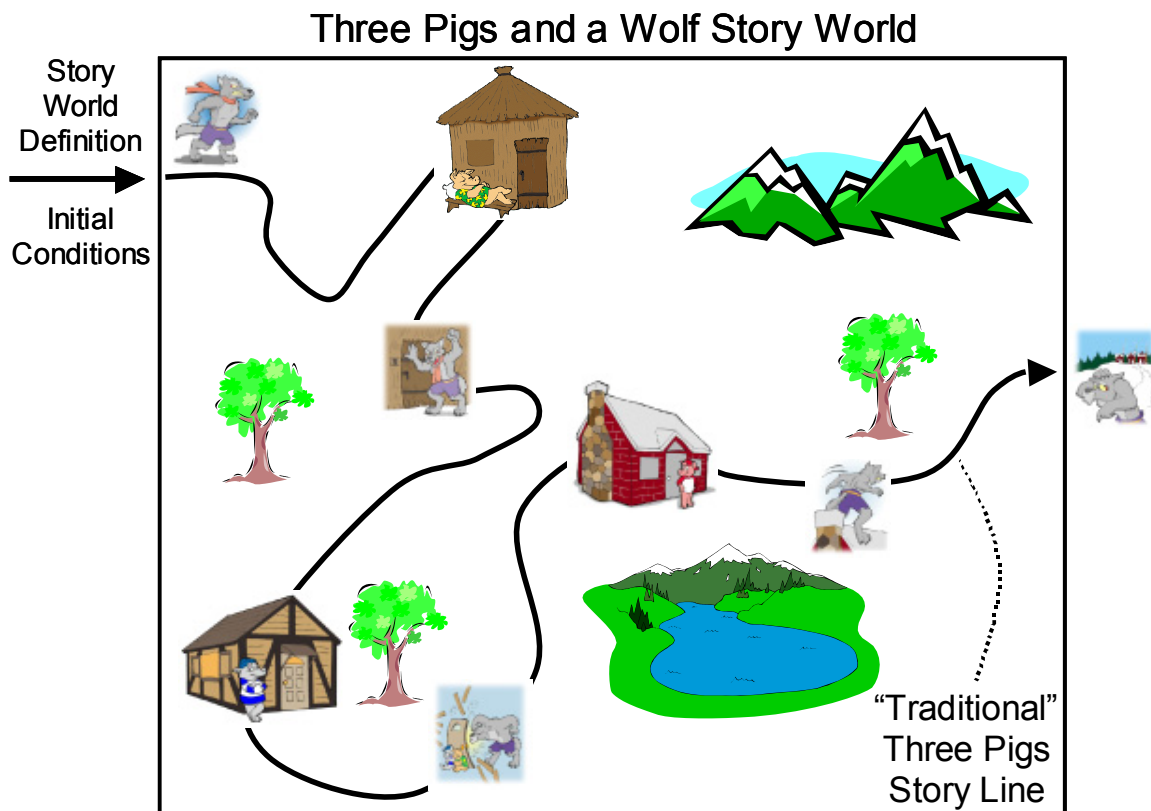 Three Pigs and a Wolf Story World
Story
World
Definition
Initial
Conditions
“Traditional”
Three Pigs
Story Line